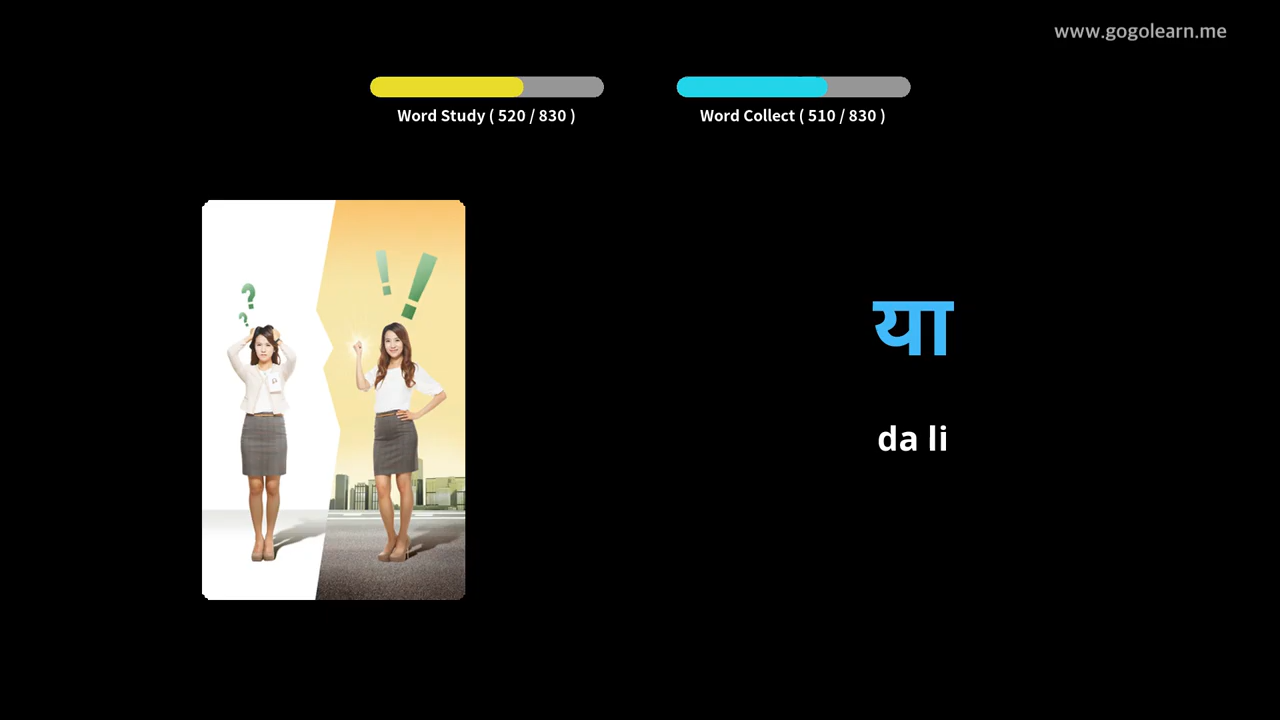 www.gogolearn.me
Word Study ( 520 / 830 )
Word Collect ( 510 / 830 )
? ?
! !
या
da li